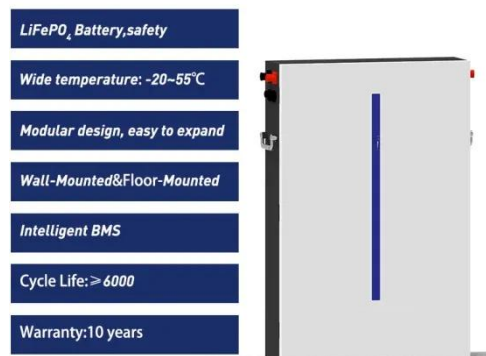 LiFePO₄ Battery,safety
Wide temperature: -20~55℃
Modular design, easy to expand
Wall-Mounted&Floor-Mounted
Intelligent BMS
Cycle Life:≥6000
Warranty:10 years